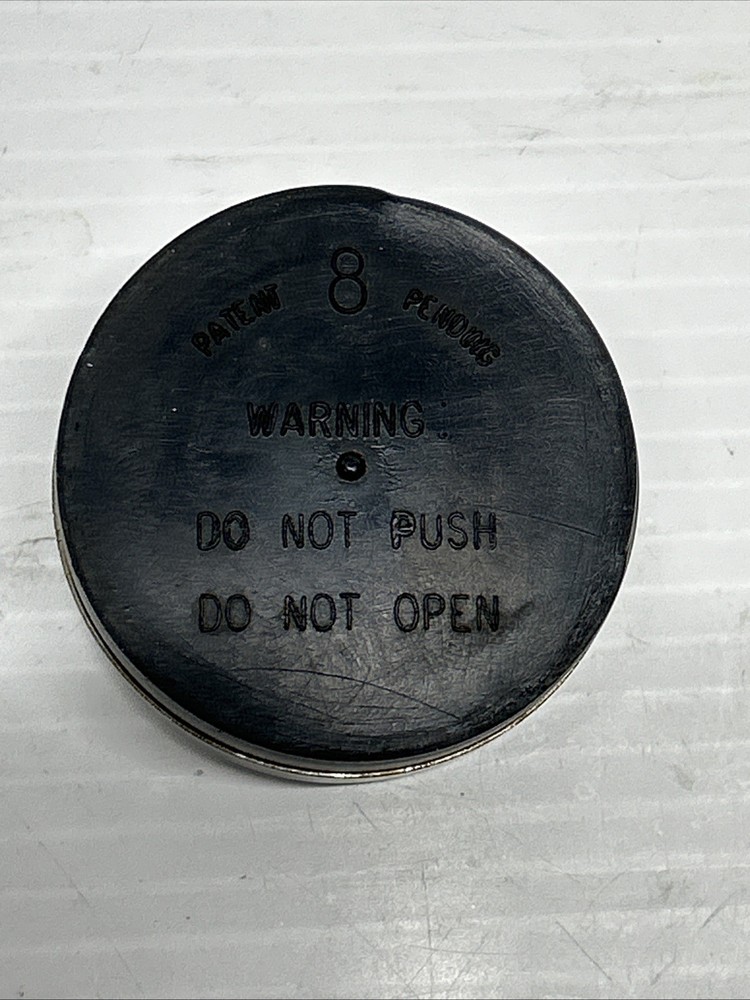 PATENT 8 PENDING
WARNING:
DO NOT PUSH
DO NOT OPEN